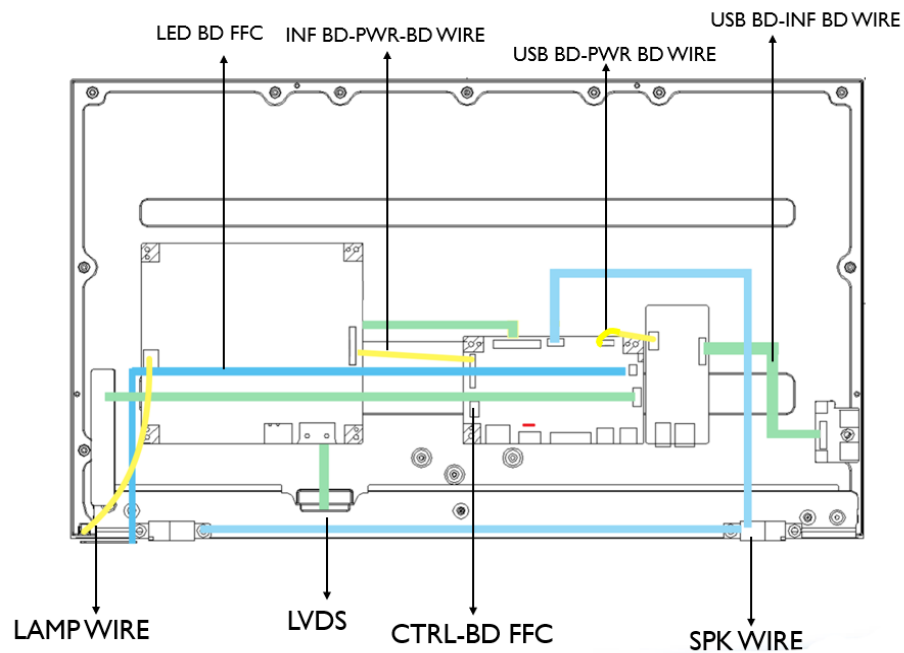 USB BD-INF BD WIRE
LED BD FFC
INF BD-PWR-BD WIRE
USB BD-PWR BD WIRE
LAMP WIRE
LVDS
CTRL-BD FFC
SPK WIRE